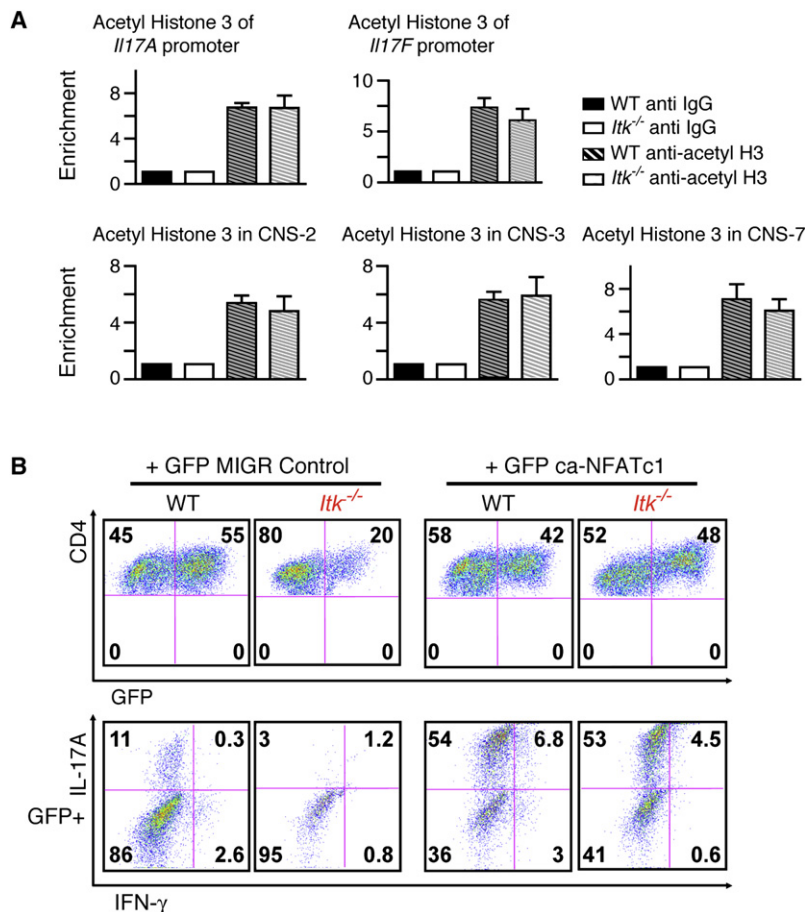 A
Acetyl Histone 3 of
Il17A promoter
Acetyl Histone 3 of
Il17F promoter
Enrichment
8
4
0
10
5
0
WT anti IgG
Itk-/- anti IgG
WT anti-acetyl H3
Itk-/- anti-acetyl H3
Acetyl Histone 3 in CNS-2
Acetyl Histone 3 in CNS-3
Acetyl Histone 3 in CNS-7
Enrichment
8
4
0
8
4
0
8
4
0
B
+ GFP MIGR Control
+ GFP ca-NFATc1
WT
Itk-/-
WT
Itk-/-
CD4
45 55
80 20
58 42
52 48
0 0
0 0
0 0
0 0
GFP
IL-17A
11 0.3
3 1.2
54 6.8
53 4.5
GFP+
86 2.6
95 0.8
36 3
41 0.6
IFN-γ